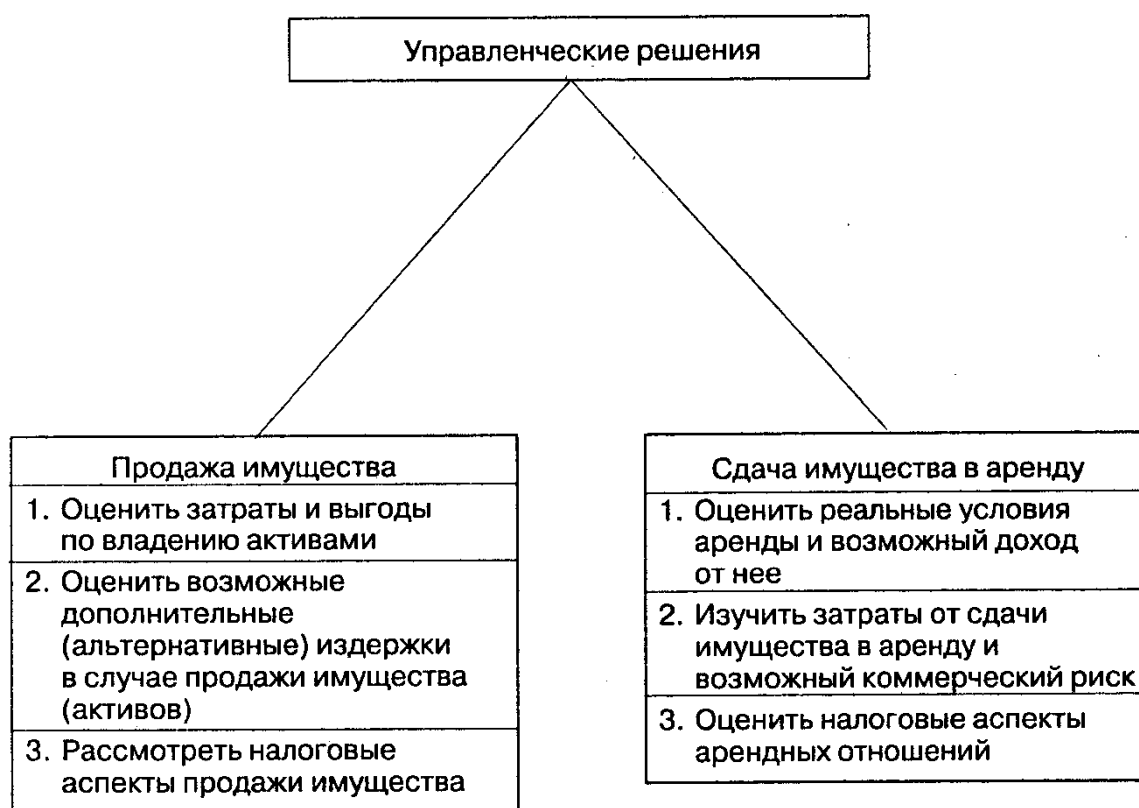 Управленческие решения
Продажа имущества
1. Оценить затраты и выгоды
по владению активами
2. Оценить возможные
дополнительные
(альтернативные) издержки
в случае продажи имущества
(активов)
3. Рассмотреть налоговые
аспекты продажи имущества
Сдача имущества в аренду
1. Оценить реальные условия
аренды и возможный доход
от нее
2. Изучить затраты от сдачи
имущества в аренду и
возможный коммерческий риск
3. Оценить налоговые аспекты
арендных отношений